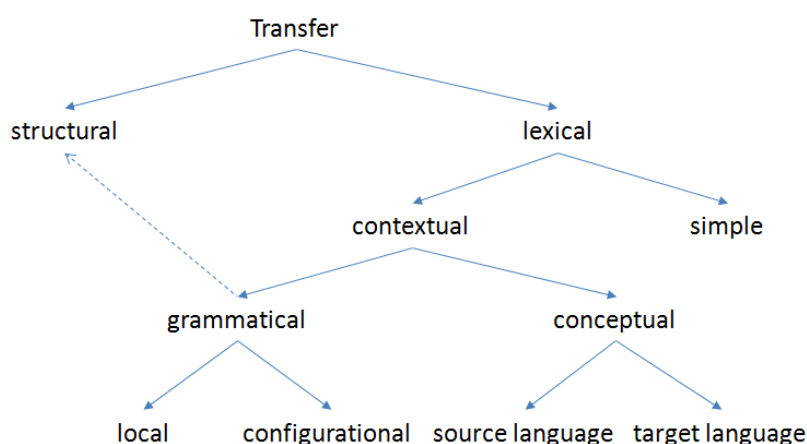 Transfer
structural lexical
contextual simple
grammatical conceptual
local configurational source language target language